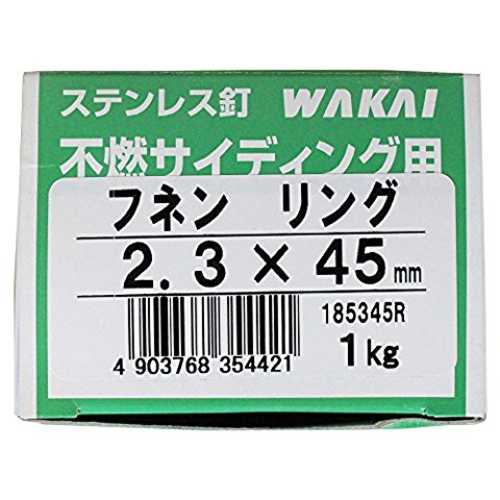 ステンレス釘 WAKAI
不燃サイディング用
フネン リング
2.3×45mm
185345R
4 903768 354421
1kg